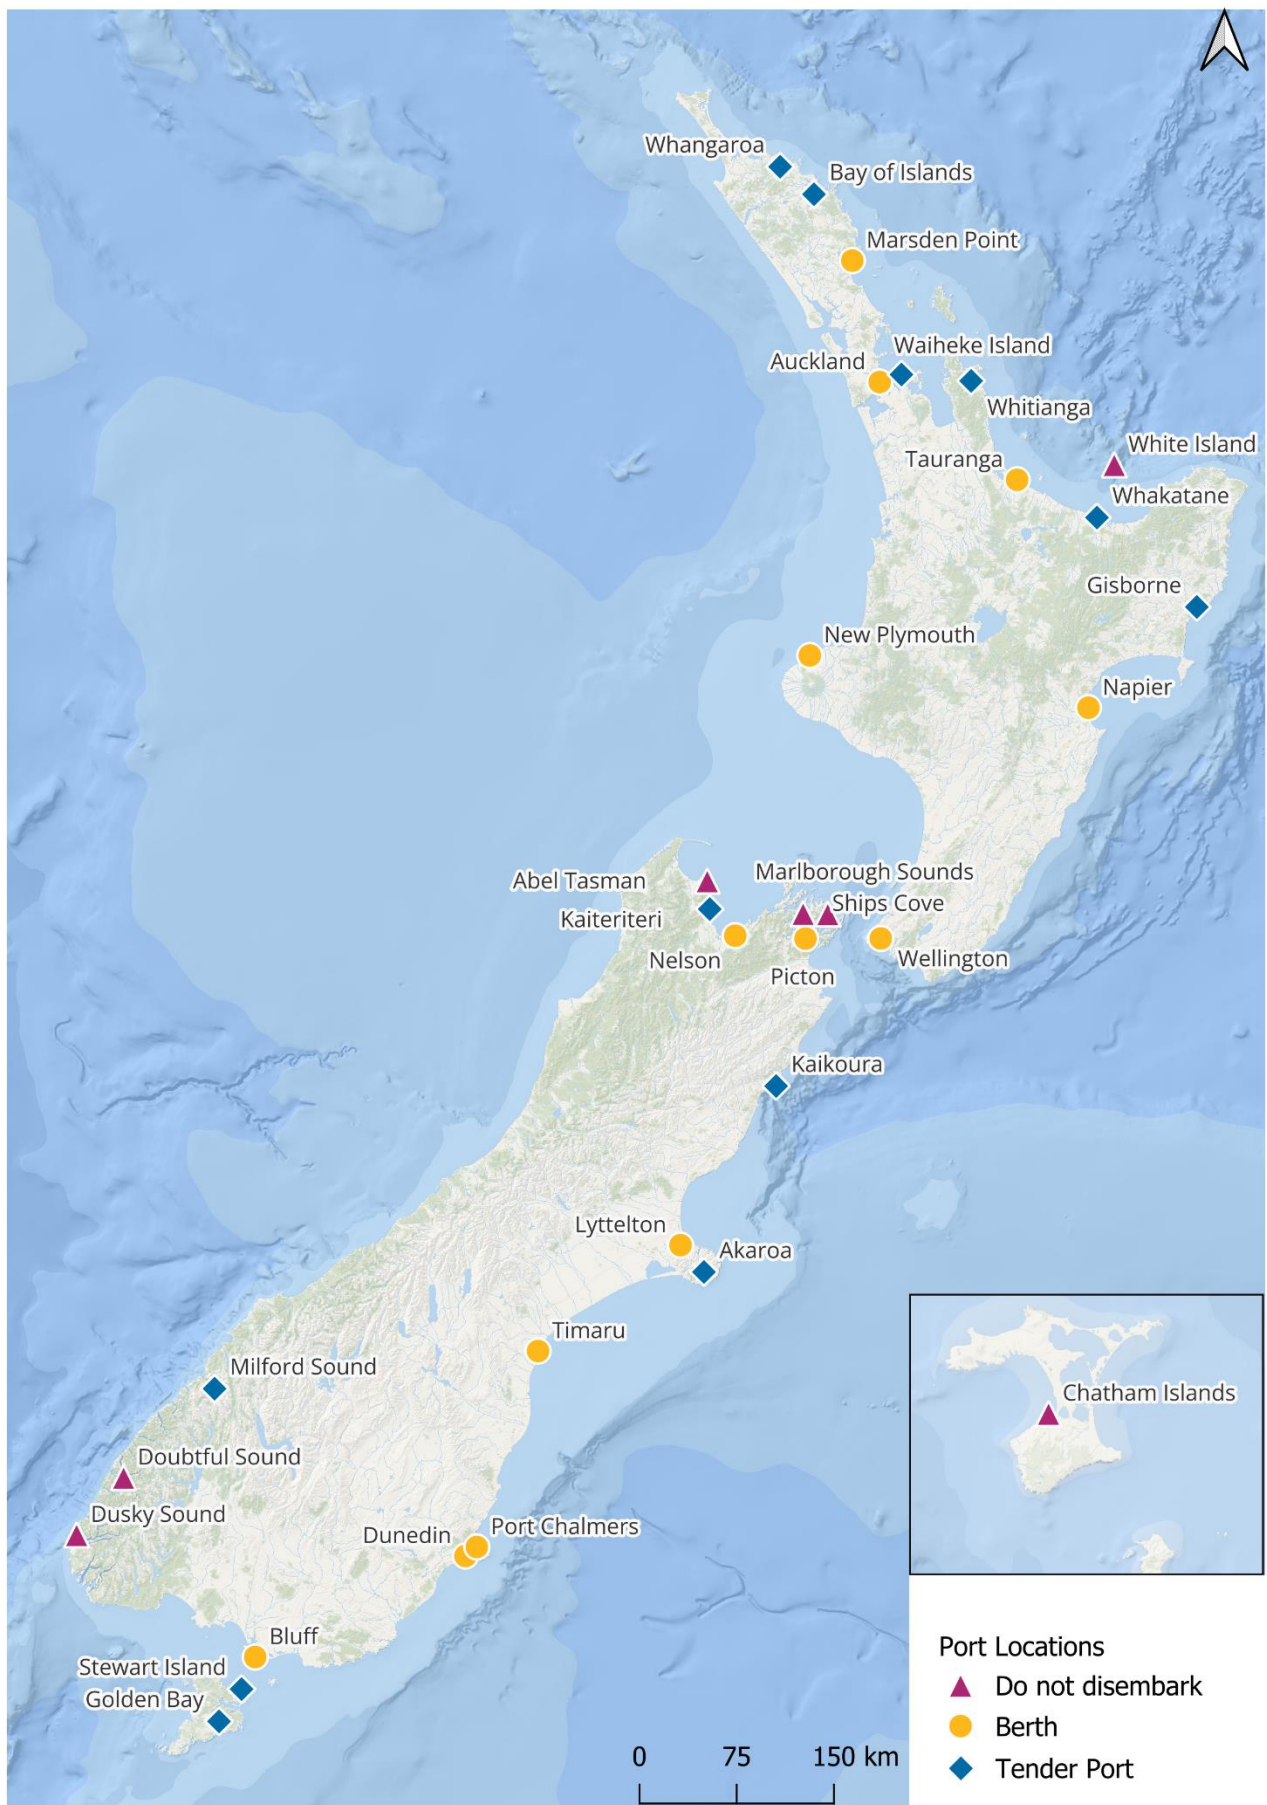 Whangaroa
Bay of Islands
Marsden Point
Waiheke Island
Auckland
Whitianga
White Island
Tauranga
Whakatane
Gisborne
New Plymouth
Napier
Marlborough Sounds
Abel Tasman
Ships Cove
Kaiteriteri
Nelson
Wellington
Picton
Kaikoura
Lyttelton
Akaroa
Timaru
Milford Sound
Chatham Islands
Doubtful Sound
Dusky Sound
Port Chalmers
Dunedin
Bluff
Stewart Island
Golden Bay
Port Locations
Do not disembark
Berth
Tender Port
0 75 150 km